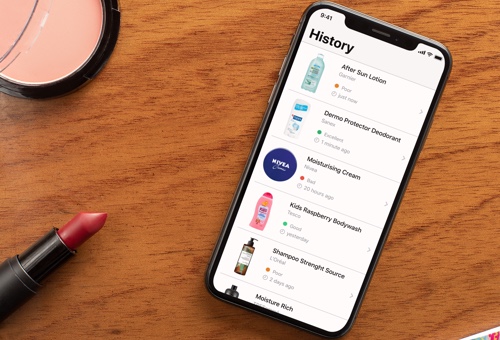 9:41
History
After Sun Lotion
Garnier
Poor
just now
Dermo Protector Deodorant
Sanex
Excellent
1 minute ago
NIVEA
Creme
Moisturising Cream
Nivea
Bad
20 hours ago
Kids Raspberry Bodywash
Tesco
Good
yesterday
Shampoo Strenght Source
L'Oréal
Poor
2 days ago
Moisture Rich